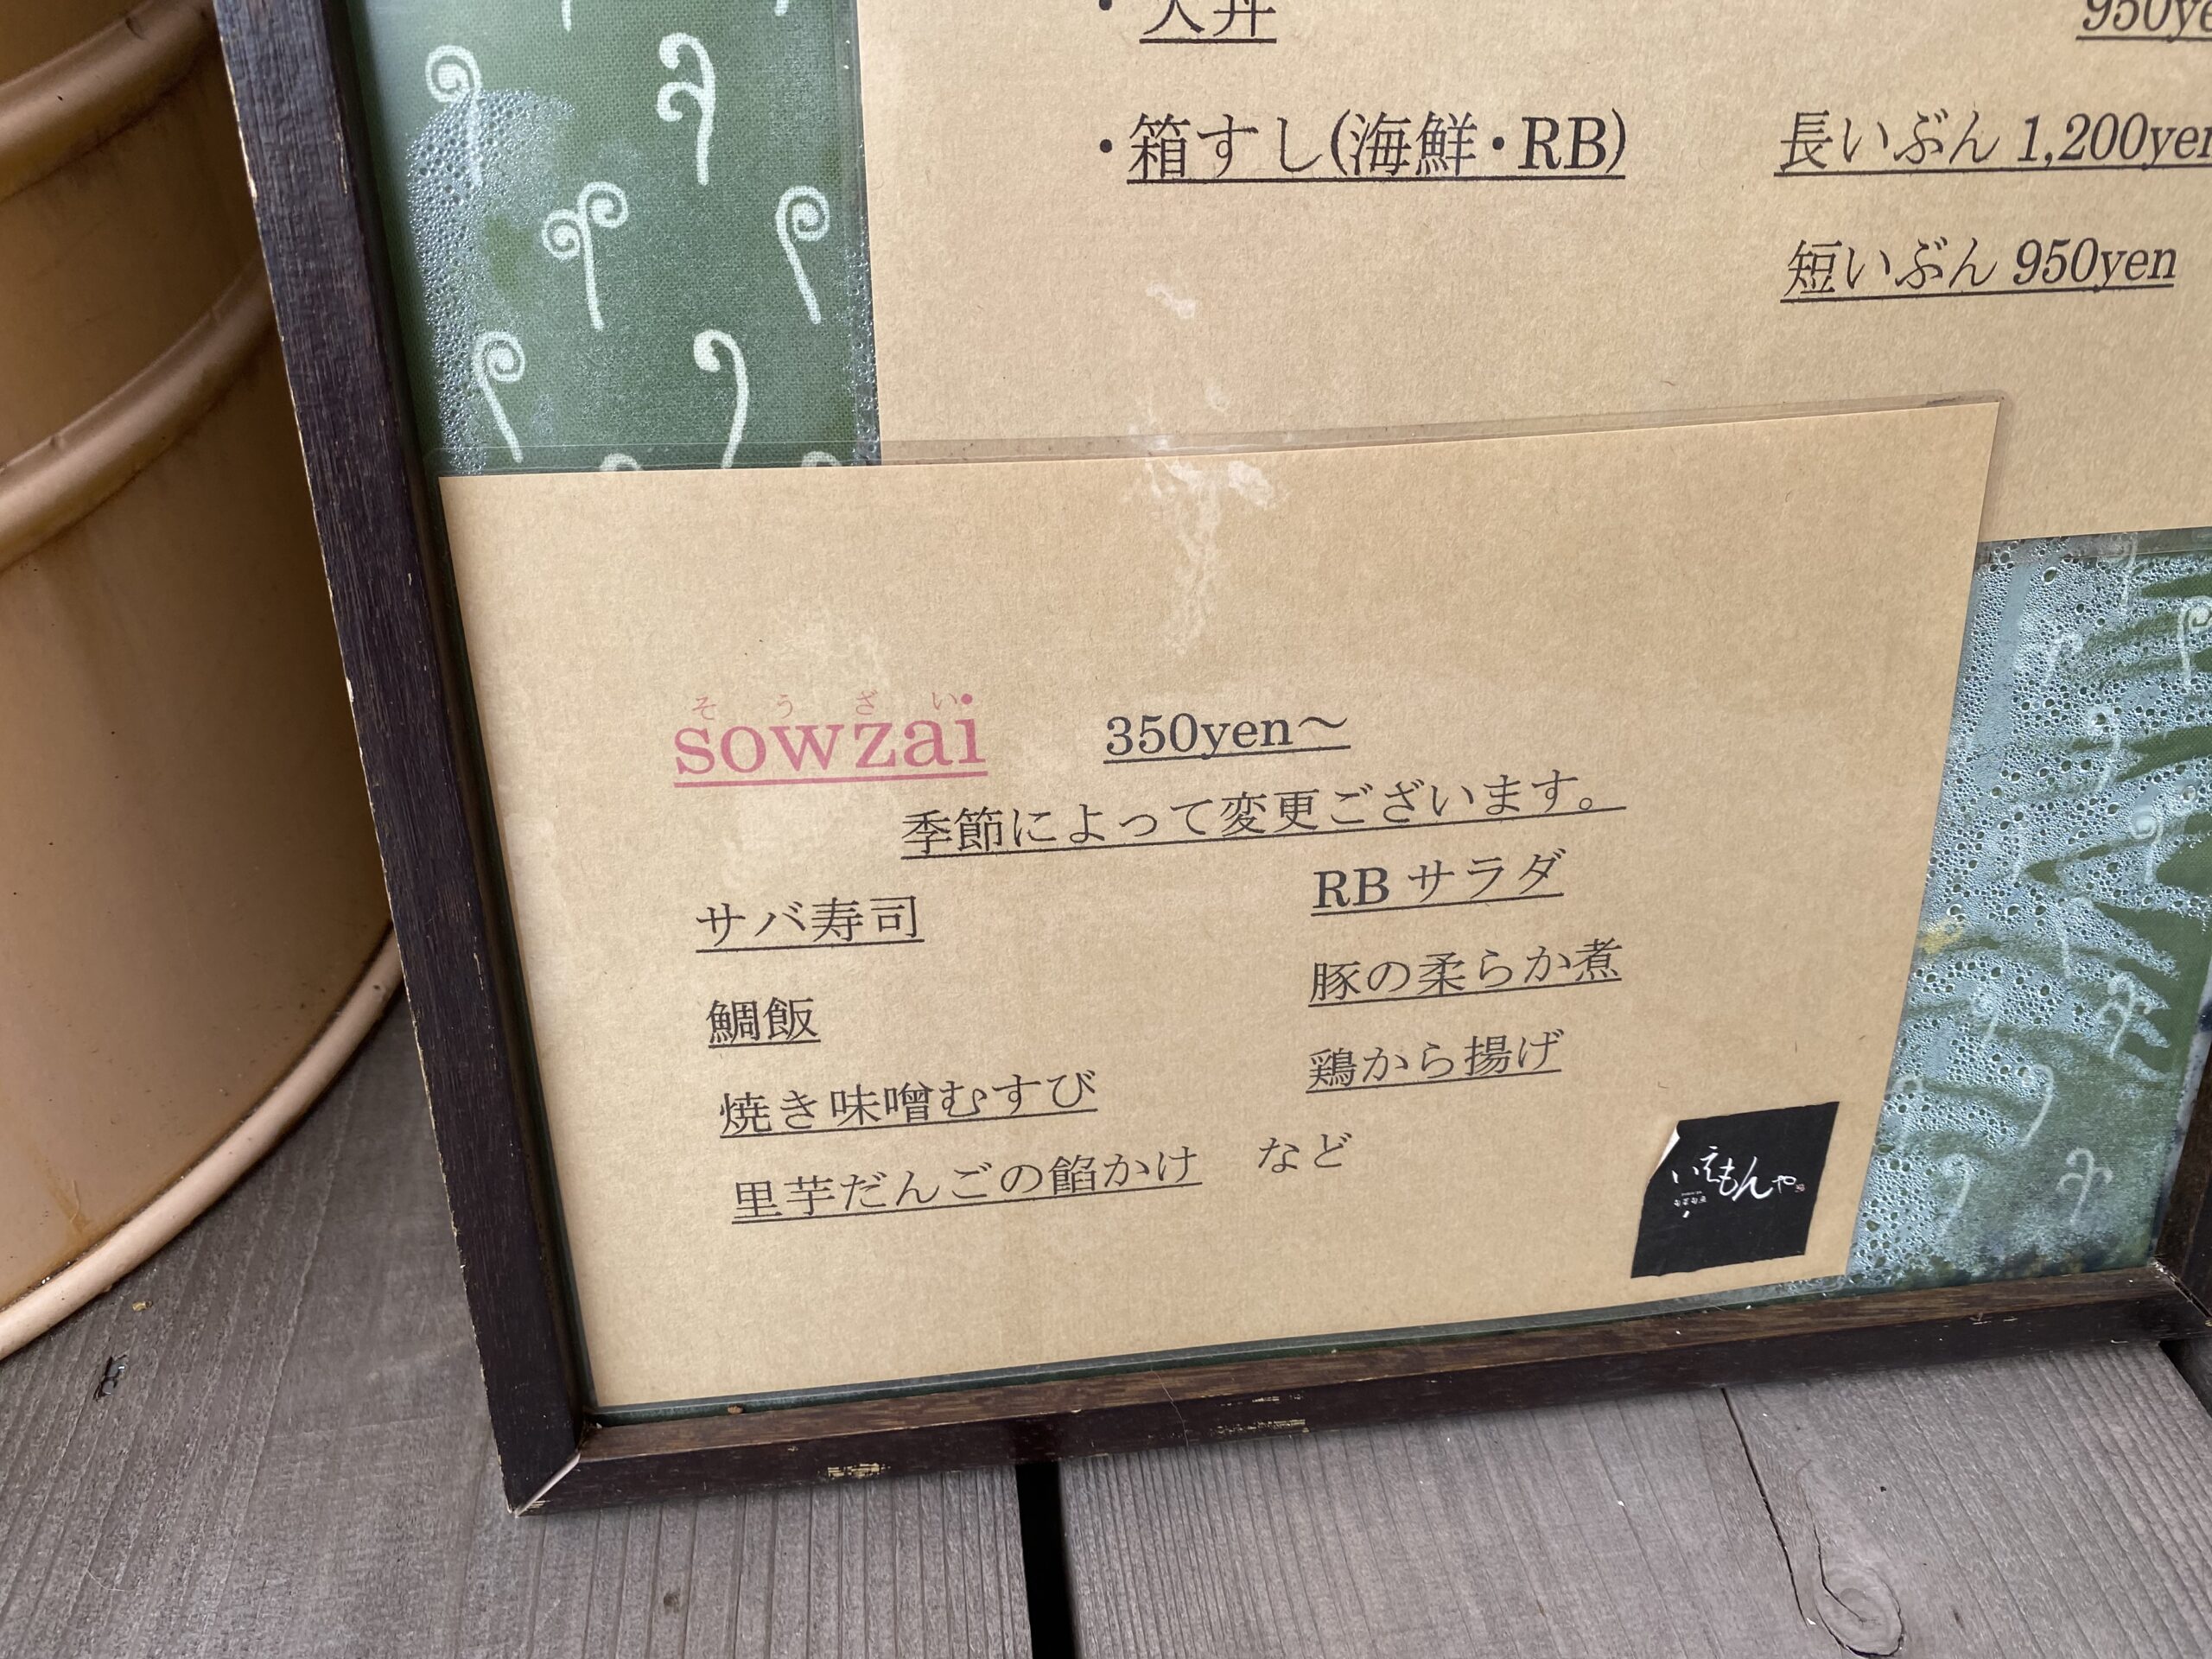 ・箱すし(海鮮・RB) 長いぶん 1,200yen
短いぶん 950yen
そうざい
sowzai 350yen～
季節によって変更ございます。
サバ寿司
鯛飯
焼き味噌むすび
里芋だんごの餡かけ など
RB サラダ
豚の柔らか煮
鶏から揚げ
いえもんや